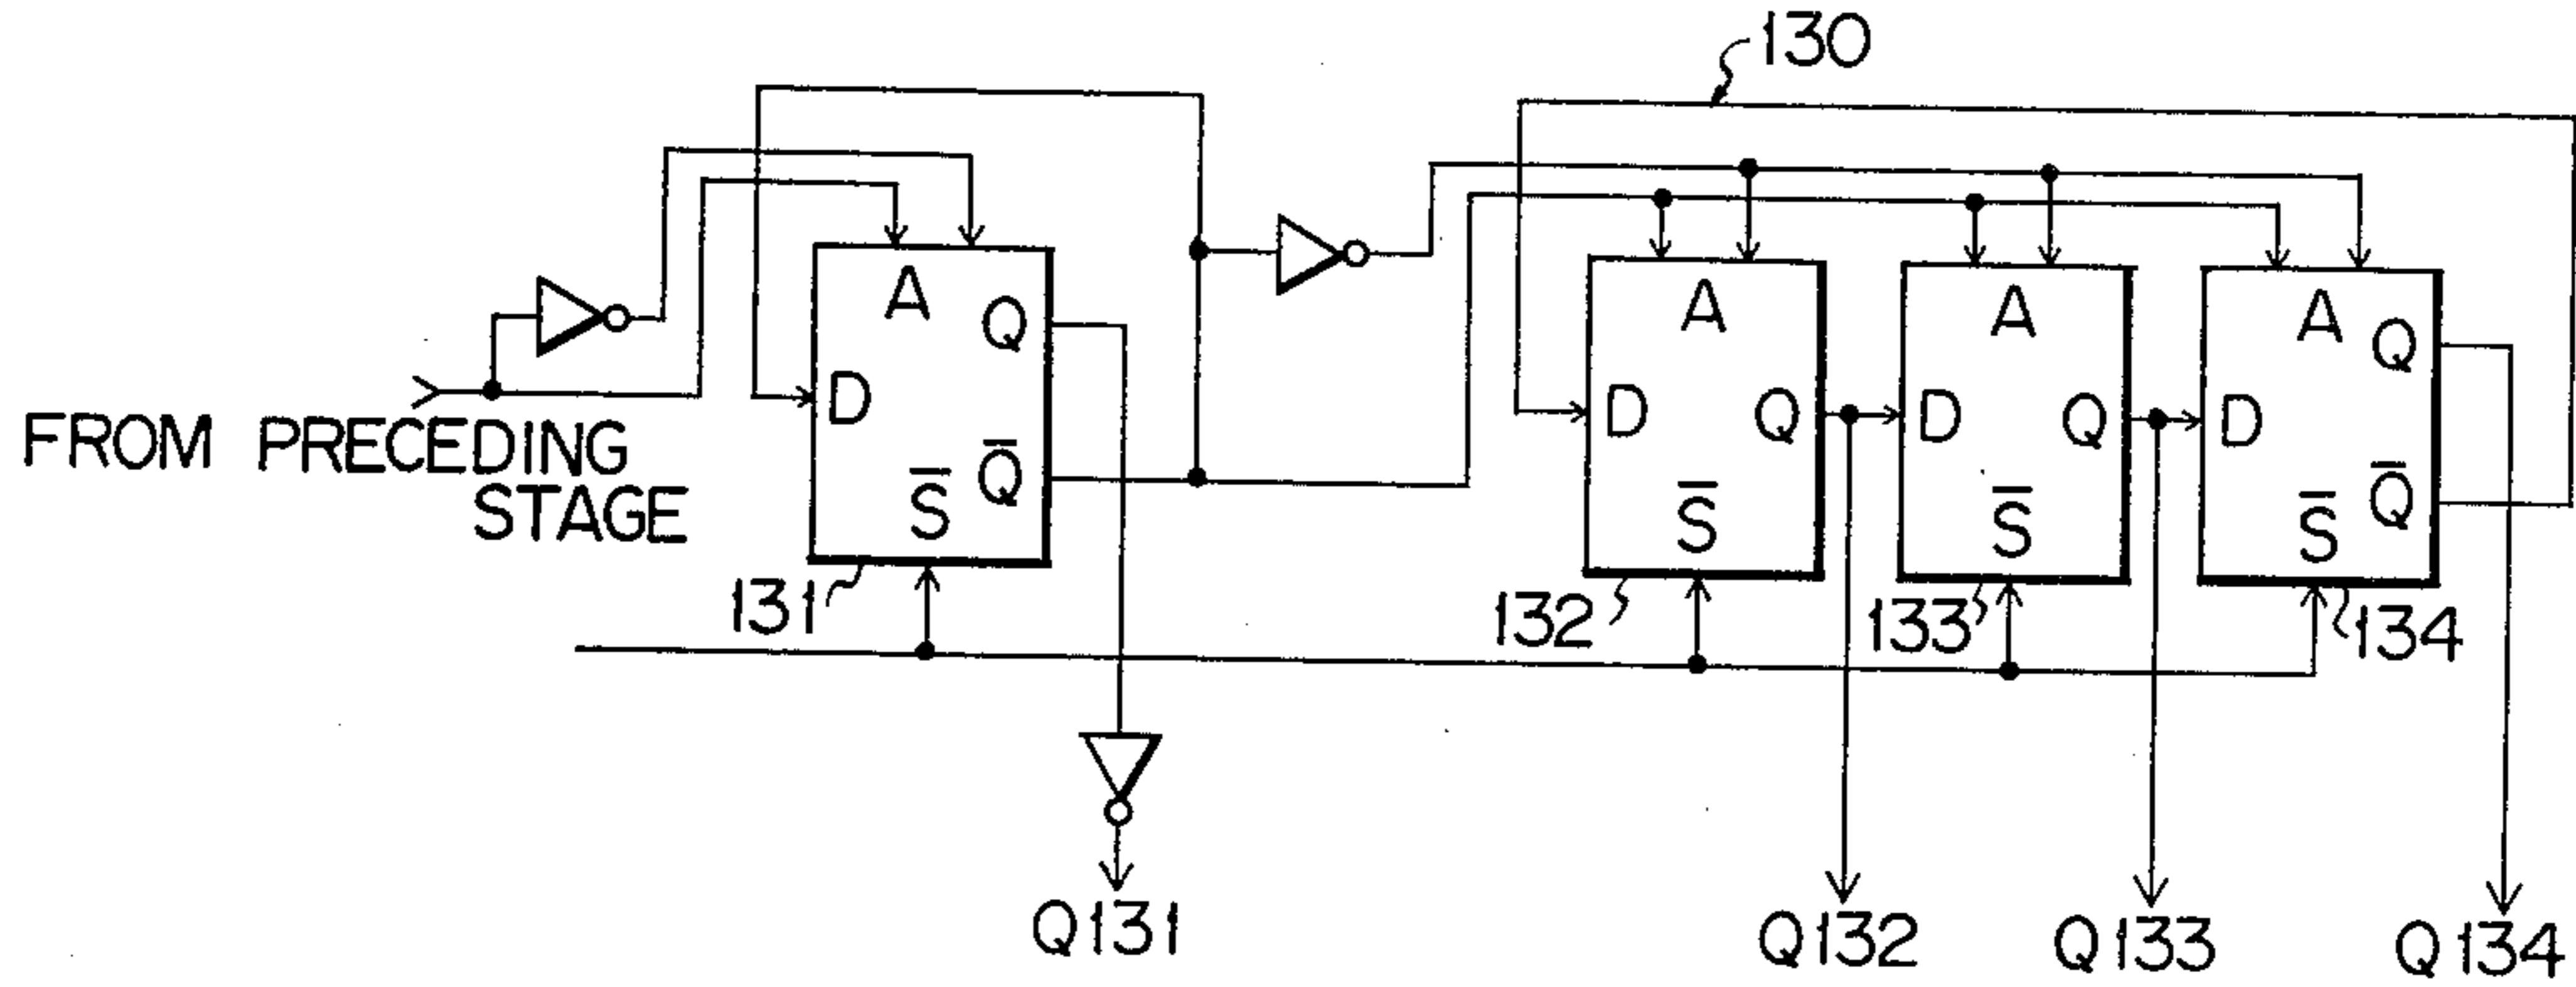 130
A
Q
D
S̅
Q̅
A
D
Q
S̅
A
D
Q
S̅
A
Q
D
S̅
Q̅
FROM PRECEDING
STAGE
131
132
133
134
Q131
Q132
Q133
Q134